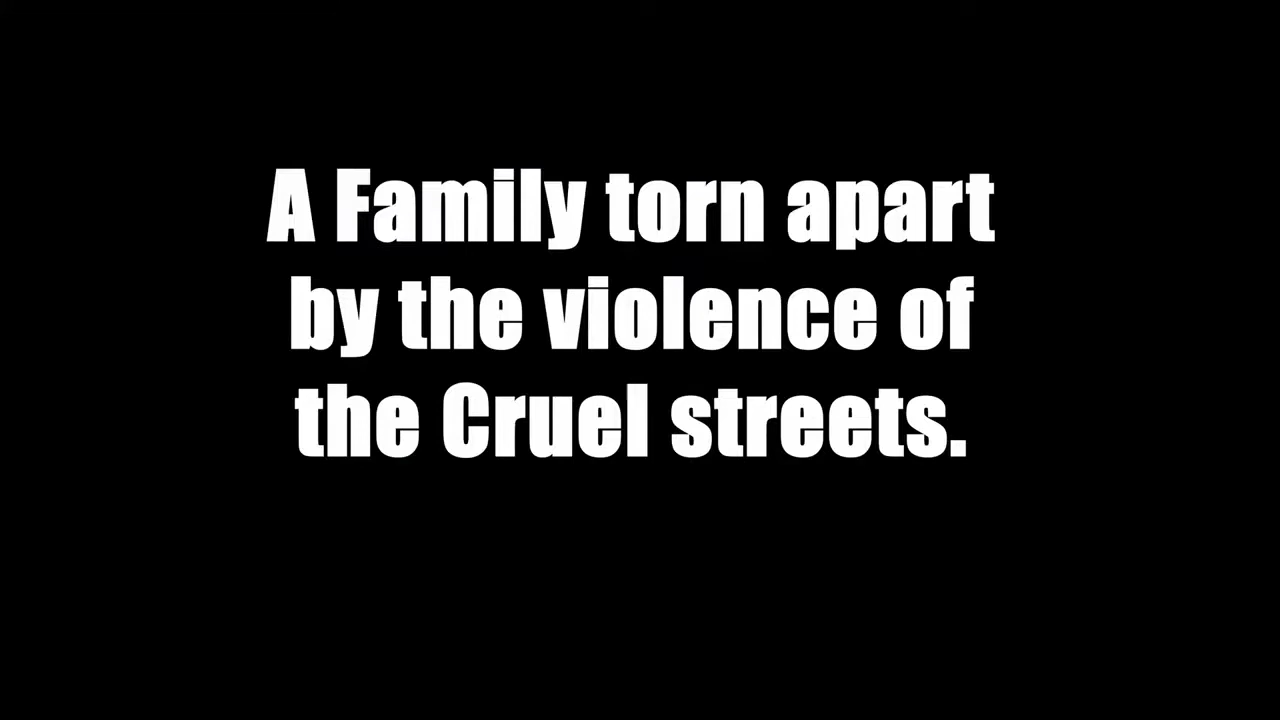 A Family torn apart
by the violence of
the Cruel streets.